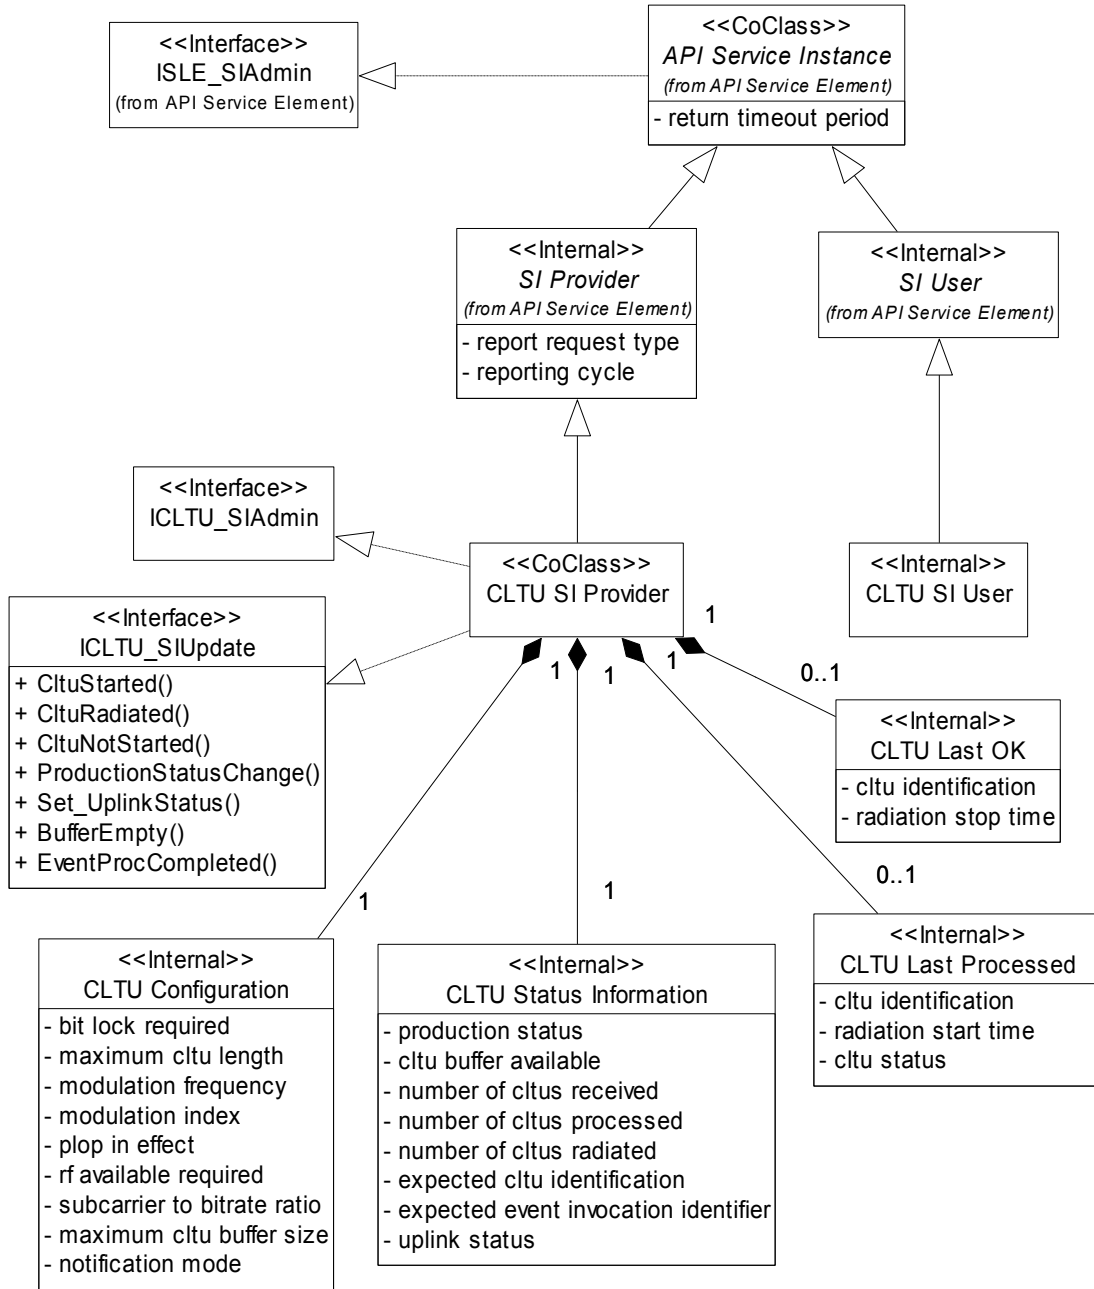 <<Interface>>
ISLE_SIAdmin
(from API Service Element)
<<CoClass>>
API Service Instance
(from API Service Element)
- return timeout period
<<Internal>>
SI Provider
(from API Service Element)
- report request type
- reporting cycle
<<Internal>>
SI User
(from API Service Element)
<<Interface>>
ICLTU_SIAdmin
<<CoClass>>
CLTU SI Provider
<<Internal>>
CLTU SI User
<<Interface>>
ICLTU_SIUpdate
+ CltuStarted()
+ CltuRadiated()
+ CltuNotStarted()
+ ProductionStatusChange()
+ Set_UplinkStatus()
+ BufferEmpty()
+ EventProcCompleted()
1
1
1
1
0..1
<<Internal>>
CLTU Last OK
- cltu identification
- radiation stop time
1
1
0..1
<<Internal>>
CLTU Configuration
- bit lock required
- maximum cltu length
- modulation frequency
- modulation index
- plop in effect
- rf available required
- subcarrier to bitrate ratio
- maximum cltu buffer size
- notification mode
<<Internal>>
CLTU Status Information
- production status
- cltu buffer available
- number of cltus received
- number of cltus processed
- number of cltus radiated
- expected cltu identification
- expected event invocation identifier
- uplink status
<<Internal>>
CLTU Last Processed
- cltu identification
- radiation start time
- cltu status